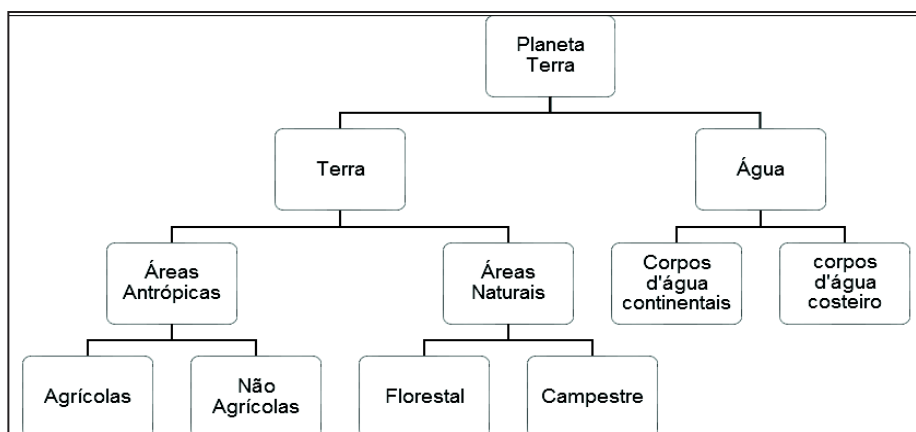 Planeta
Terra
Terra
Água
Áreas
Antrópicas
Áreas
Naturais
Corpos
d'água
continentais
corpos
d'água
costeiro
Agrícolas
Não
Agrícolas
Florestal
Campestre